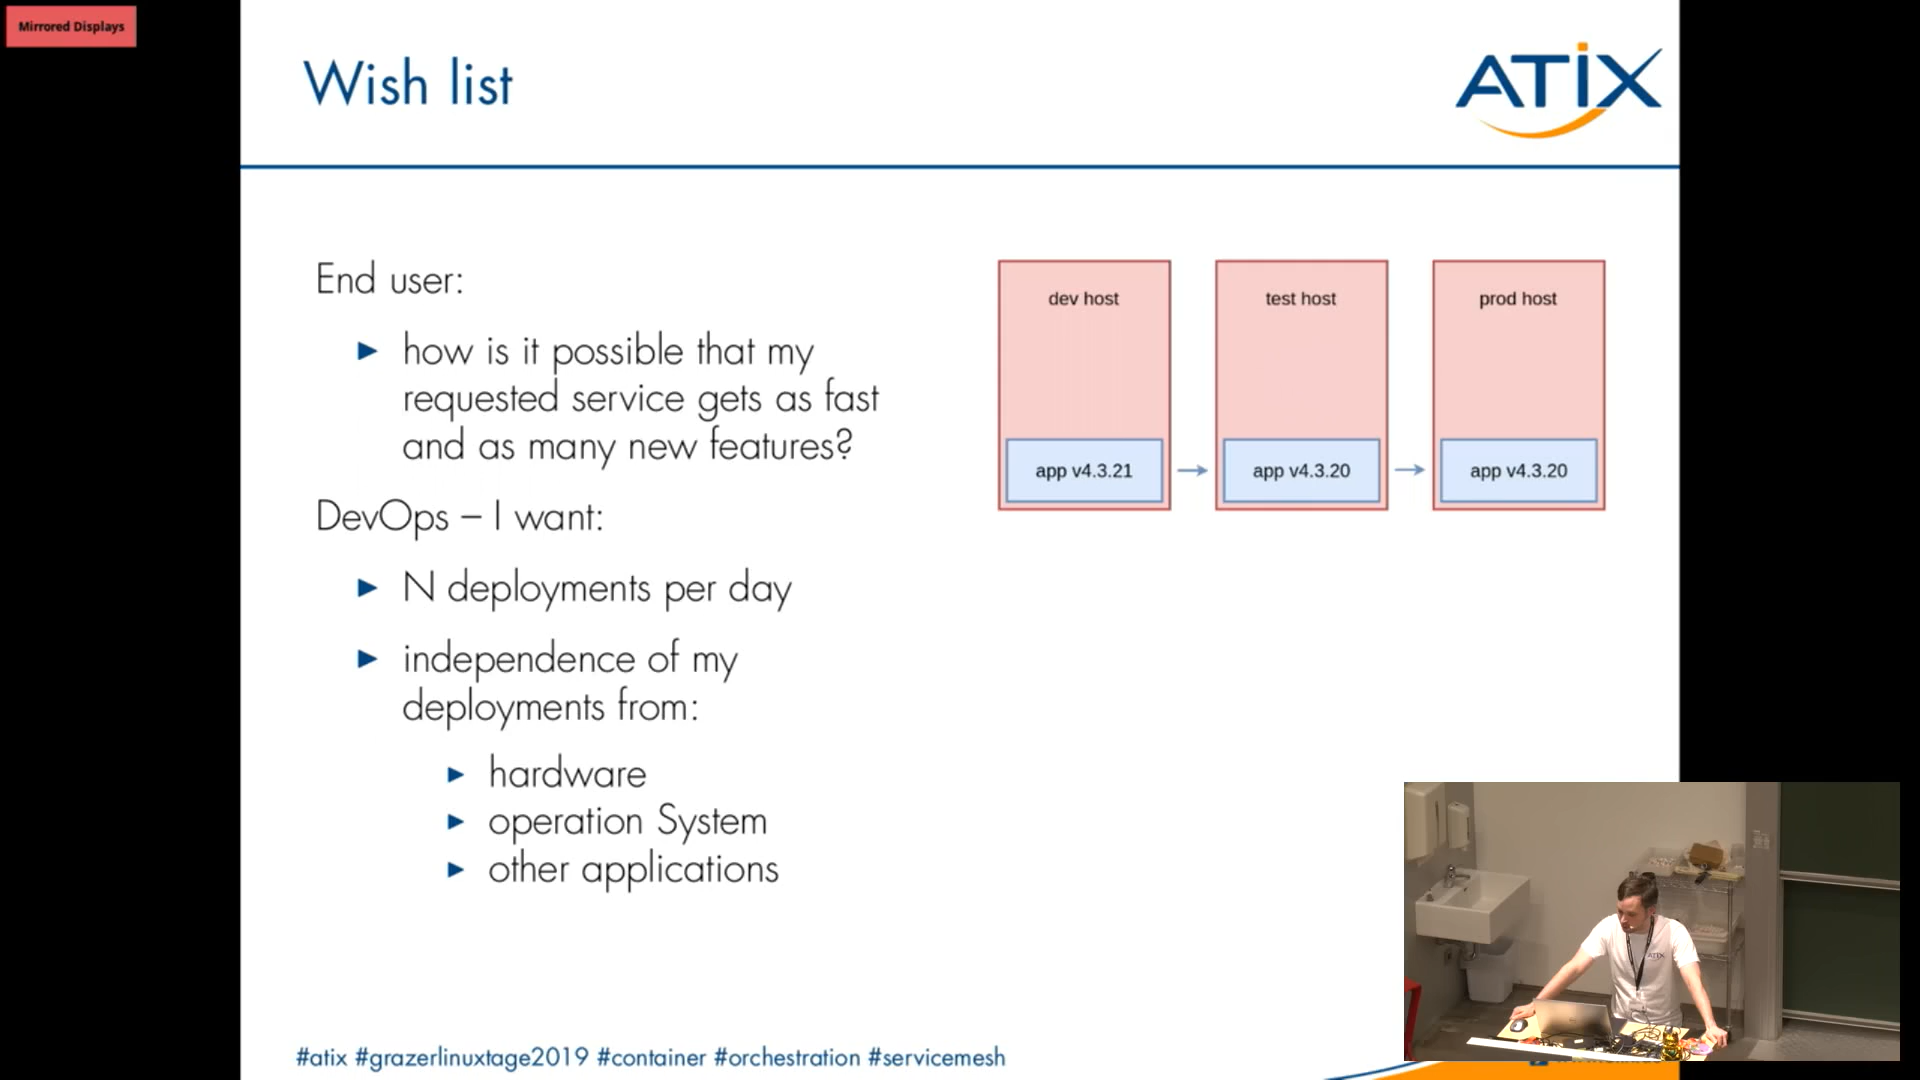 Mirrored Displays
Wish list
ATIX
End user:
how is it possible that my
requested service gets as fast
and as many new features?
DevOps – I want:
N deployments per day
independence of my
deployments from:
hardware
operation System
other applications
dev host
test host
prod host
app v4.3.21
app v4.3.20
app v4.3.20
ATIX
#atix #grazerlinuxtage2019 #container #orchestration #servicemesh